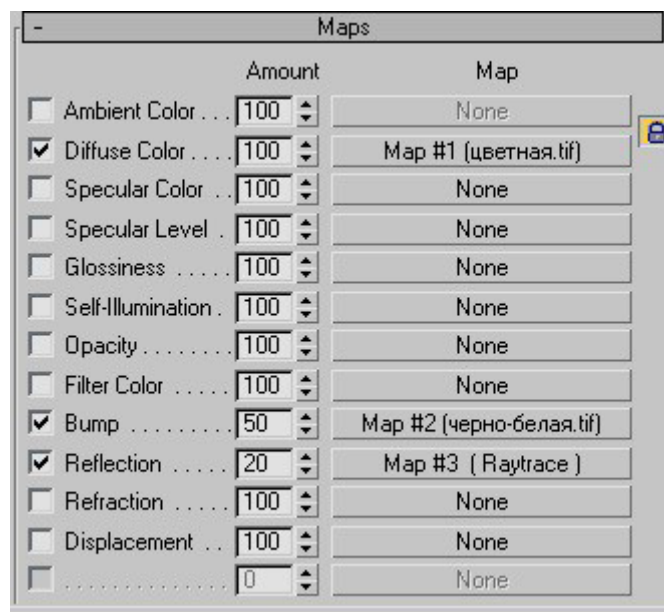 - Maps
Amount Map
Ambient Color . . . 100 None
Diffuse Color . . . . 100 Map #1 (цветная.tif)
Specular Color . . 100 None
Specular Level . 100 None
Glossiness . . . . . 100 None
Self-Illumination . 100 None
Opacity . . . . . . . . 100 None
Filter Color . . . . . 100 None
Bump . . . . . . . . . 50 Map #2 (черно-белая.tif)
Reflection . . . . . 20 Map #3 ( Raytrace )
Refraction . . . . . 100 None
Displacement . . 100 None
. . . . . . . . . . . . . . 0 None